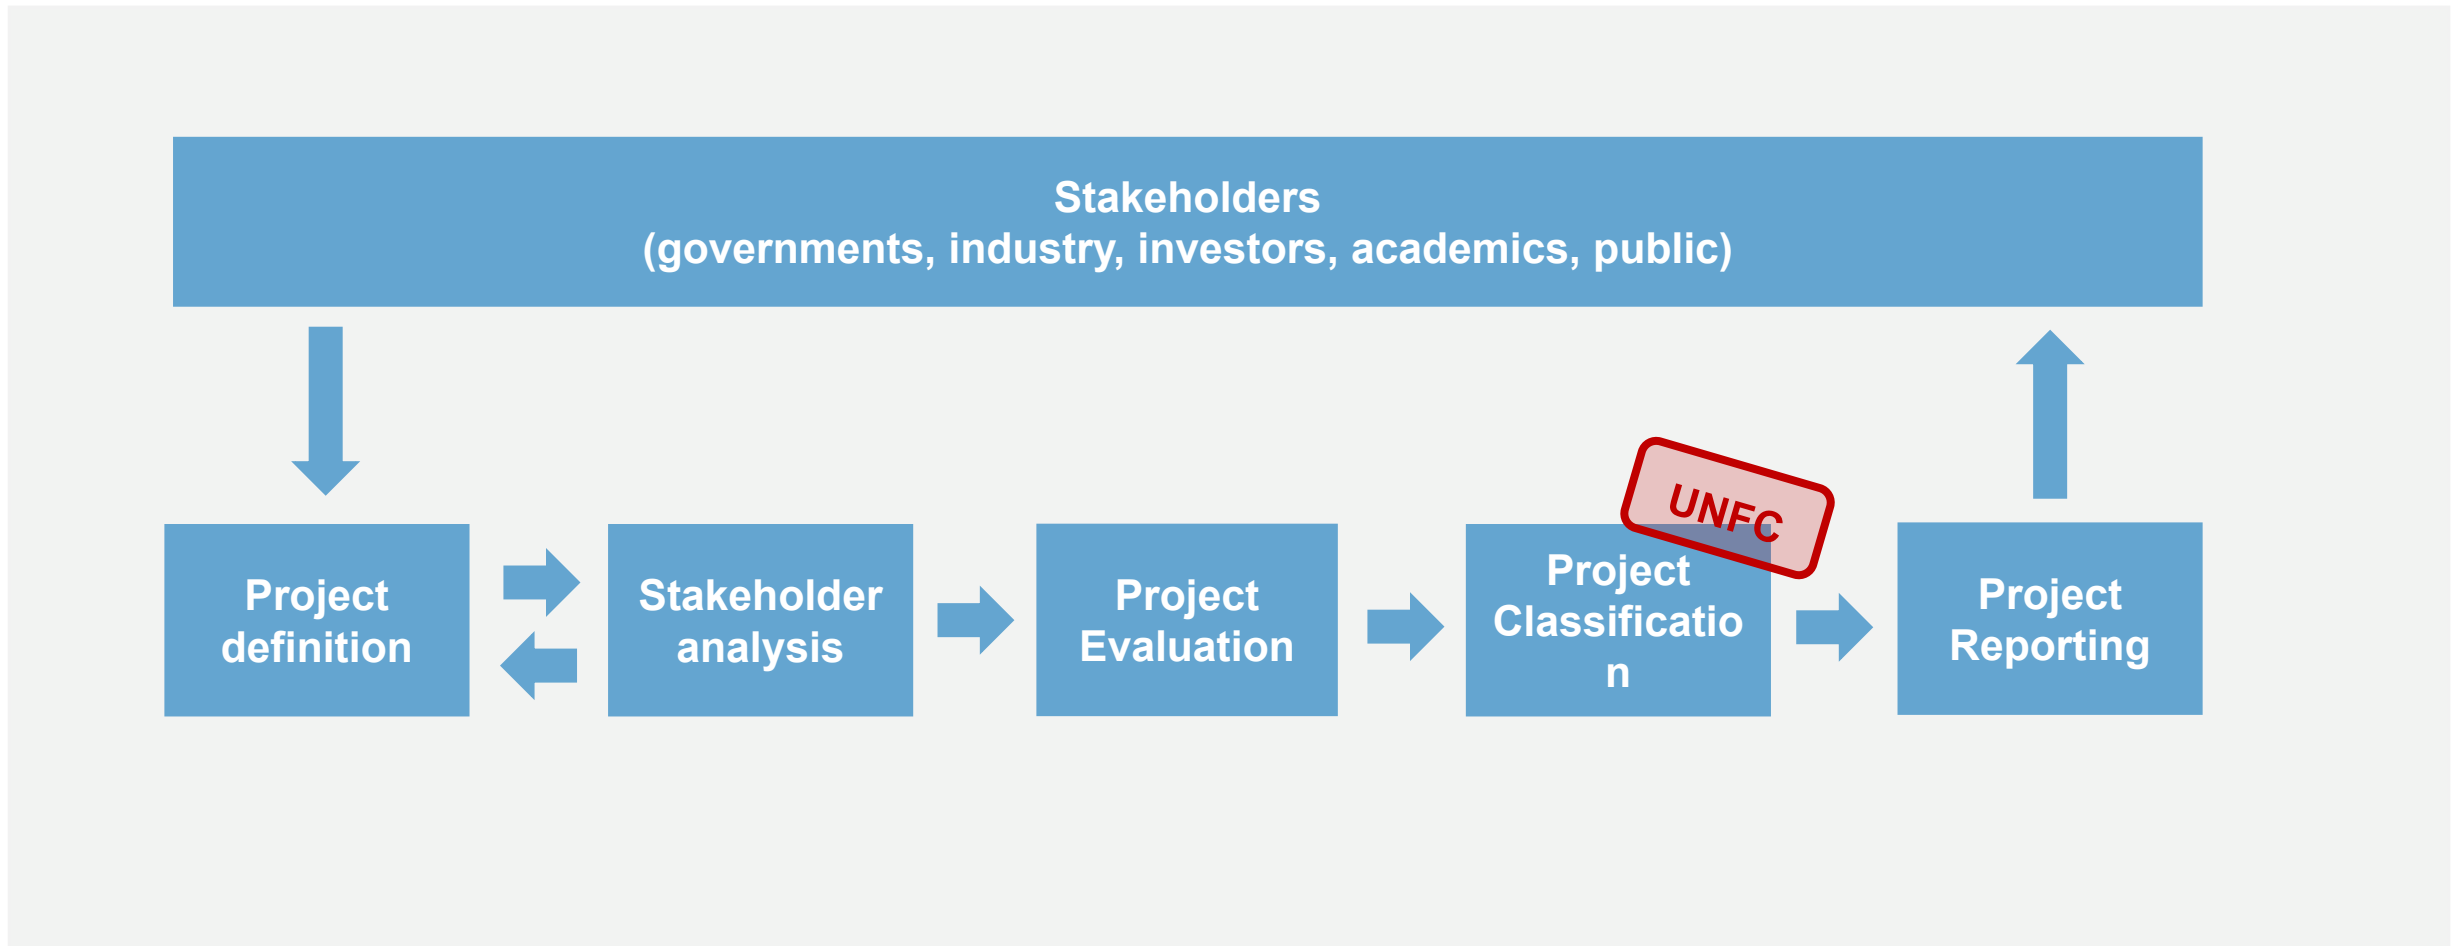 Stakeholders
(governments, industry, investors, academics, public)
UNFC
Project
definition
Stakeholder
analysis
Project
Evaluation
Project
Classificatio
n
Project
Reporting